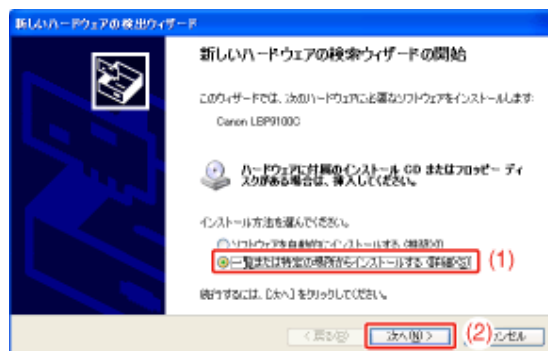 新しいハードウェアの検出ウィザード
新しいハードウェアの検索ウィザードの開始
このウィザードでは、次のハードウェアに必要なソフトウェアをインストールします:
Canon LBP9100C
ハードウェアに付属のインストール CD またはフロッピー ディ
スクがある場合は、挿入してください。
インストール方法を選んでください。
ソフトウェアを自動的にインストールする (推奨)(I)
一覧または特定の場所からインストールする (詳細)(S)
(1)
続行するには、[次へ] をクリックしてください。
< 戻る(B)
次へ(N) >
(2)
ンセル